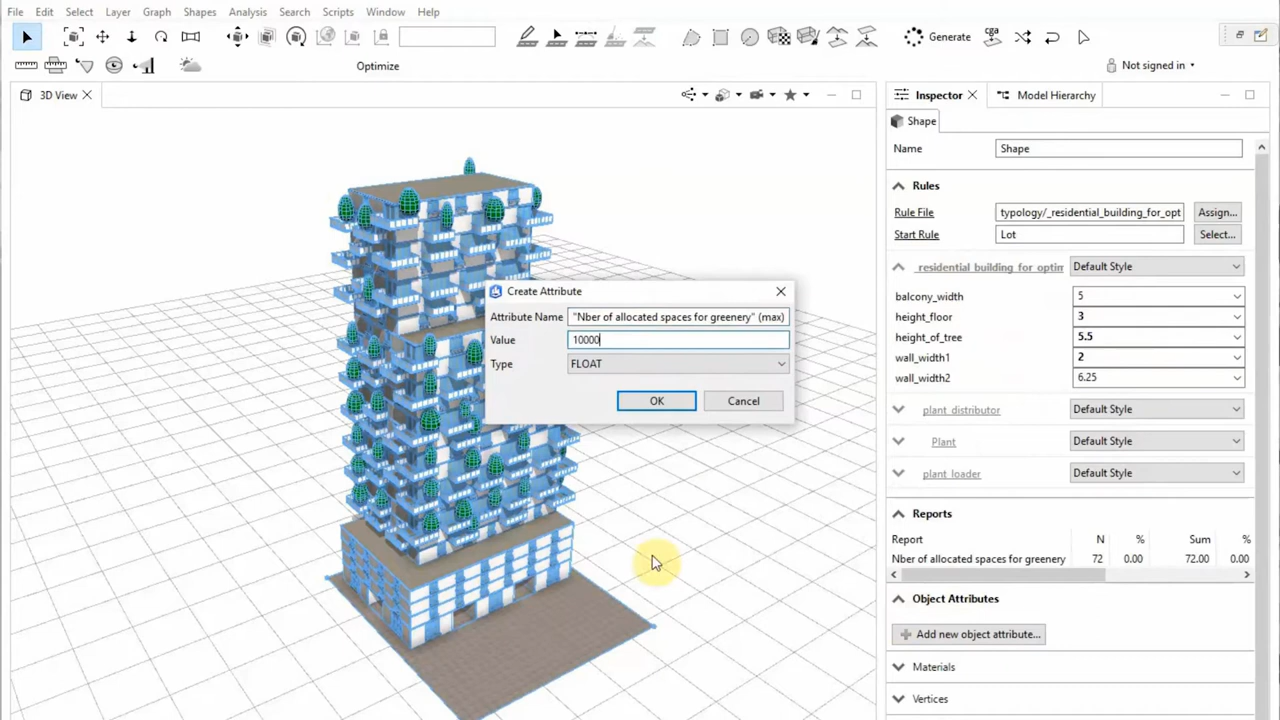 File Edit Select Layer Graph Shapes Analysis Search Scripts Window Help
Generate cga
Optimize Not signed in
3D View
Inspector Model Hierarchy
Shape
Name Shape
Rules
Rule File typology/_residential_building_for_opt Assign...
Start Rule Lot Select...
_residential_building_for_optim Default Style
balcony_width 5
height_floor 3
height_of_tree 5.5
wall_width1 2
wall_width2 6.25
plant_distributor Default Style
Plant Default Style
plant_loader Default Style
Reports
Report N % Sum %
Nber of allocated spaces for greenery 72 0.00 72.00 0.00
Object Attributes
Add new object attribute...
Materials
Vertices
Create Attribute
Attribute Name "Nber of allocated spaces for greenery" (max)
Value 10000
Type FLOAT
OK Cancel